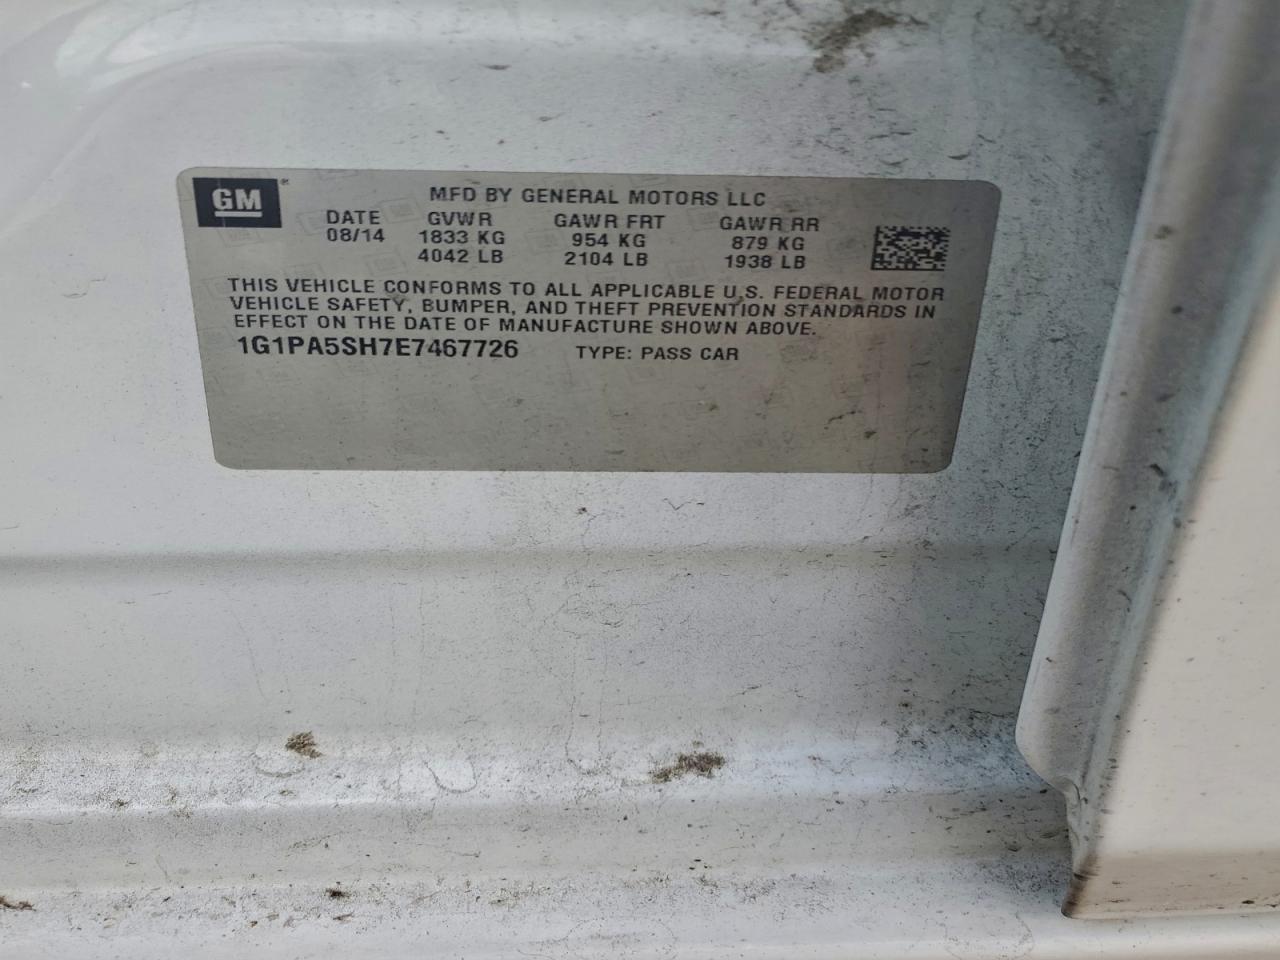 GM
MFD BY GENERAL MOTORS LLC
DATE GVWR GAWR FRT GAWR RR
08/14 1833 KG 954 KG 879 KG
4042 LB 2104 LB 1938 LB
THIS VEHICLE CONFORMS TO ALL APPLICABLE U.S. FEDERAL MOTOR
VEHICLE SAFETY, BUMPER, AND THEFT PREVENTION STANDARDS IN
EFFECT ON THE DATE OF MANUFACTURE SHOWN ABOVE.
1G1PA5SH7E7467726 TYPE: PASS CAR